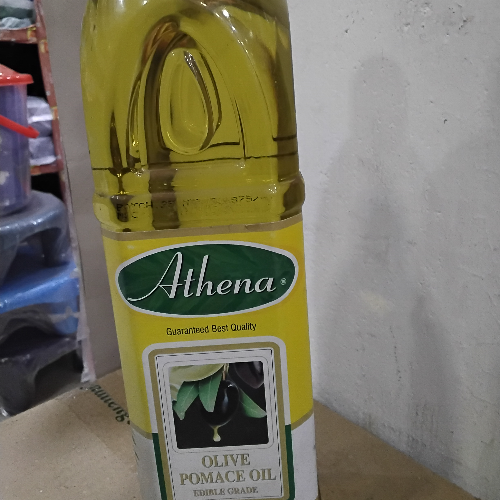 Athena
Guaranteed Best Quality
OLIVE
POMACE OIL
EDIBLE GRADE